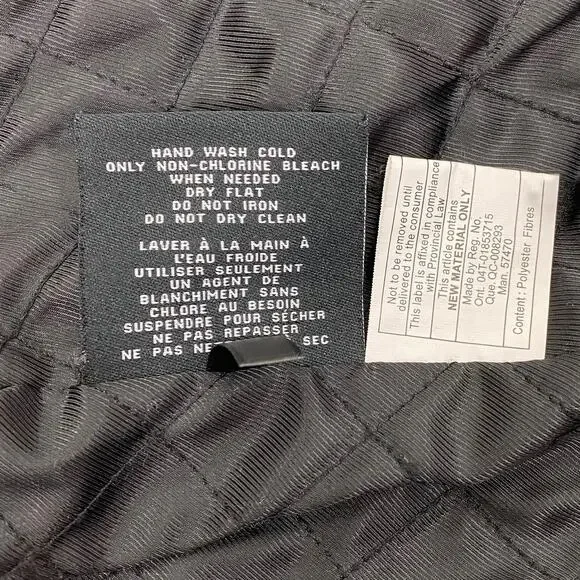 HAND WASH COLD
ONLY NON-CHLORINE BLEACH
WHEN NEEDED
DRY FLAT
DO NOT IRON
DO NOT DRY CLEAN
LAVER À LA MAIN À
L'EAU FROIDE
UTILISER SEULEMENT
UN AGENT DE
BLANCHIMENT SANS
CHLORE AU BESOIN
SUSPENDRE POUR SÉCHER
NE PAS REPASSER
NE PAS NE SEC
Not to be removed until
delivered to the consumer
This label is affixed in compliance
with Provincial Law
This article contains
NEW MATERIAL ONLY
Made by Reg. No.
Ont. 04T-01853715
Que. QC-008293
Man. 57470
Content : Polyester Fibres